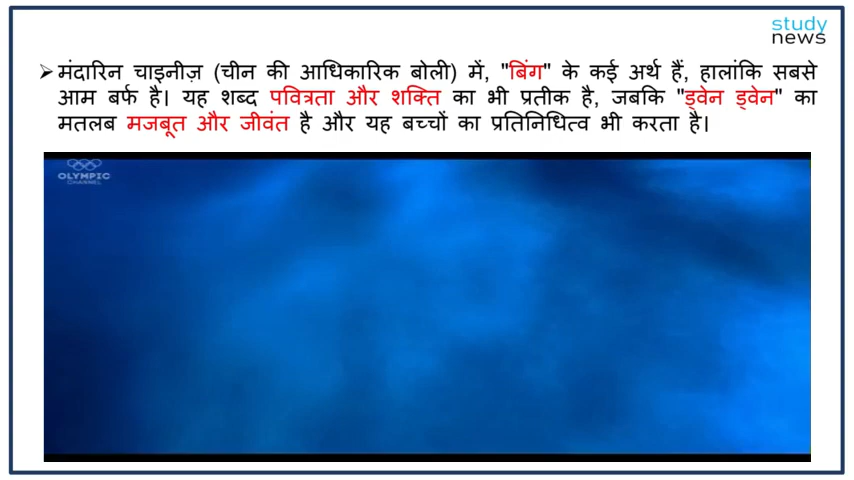 study
news
➢ मंदारिन चाइनीज़ (चीन की आधिकारिक बोली) में, "बिंग" के कई अर्थ हैं, हालांकि सबसे
आम बर्फ है। यह शब्द पवित्रता और शक्ति का भी प्रतीक है, जबकि "ड्वेन ड्वेन" का
मतलब मजबूत और जीवंत है और यह बच्चों का प्रतिनिधित्व भी करता है।
OLYMPIC
CHANNEL